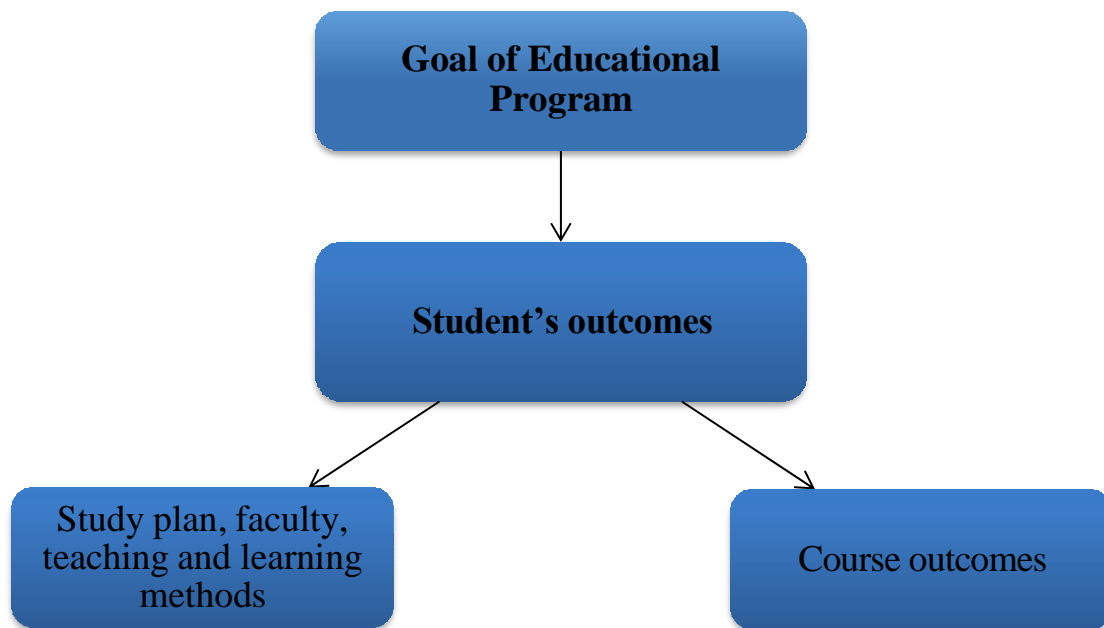 Goal of Educational
Program
Student’s outcomes
Study plan, faculty,
teaching and learning
methods
Course outcomes